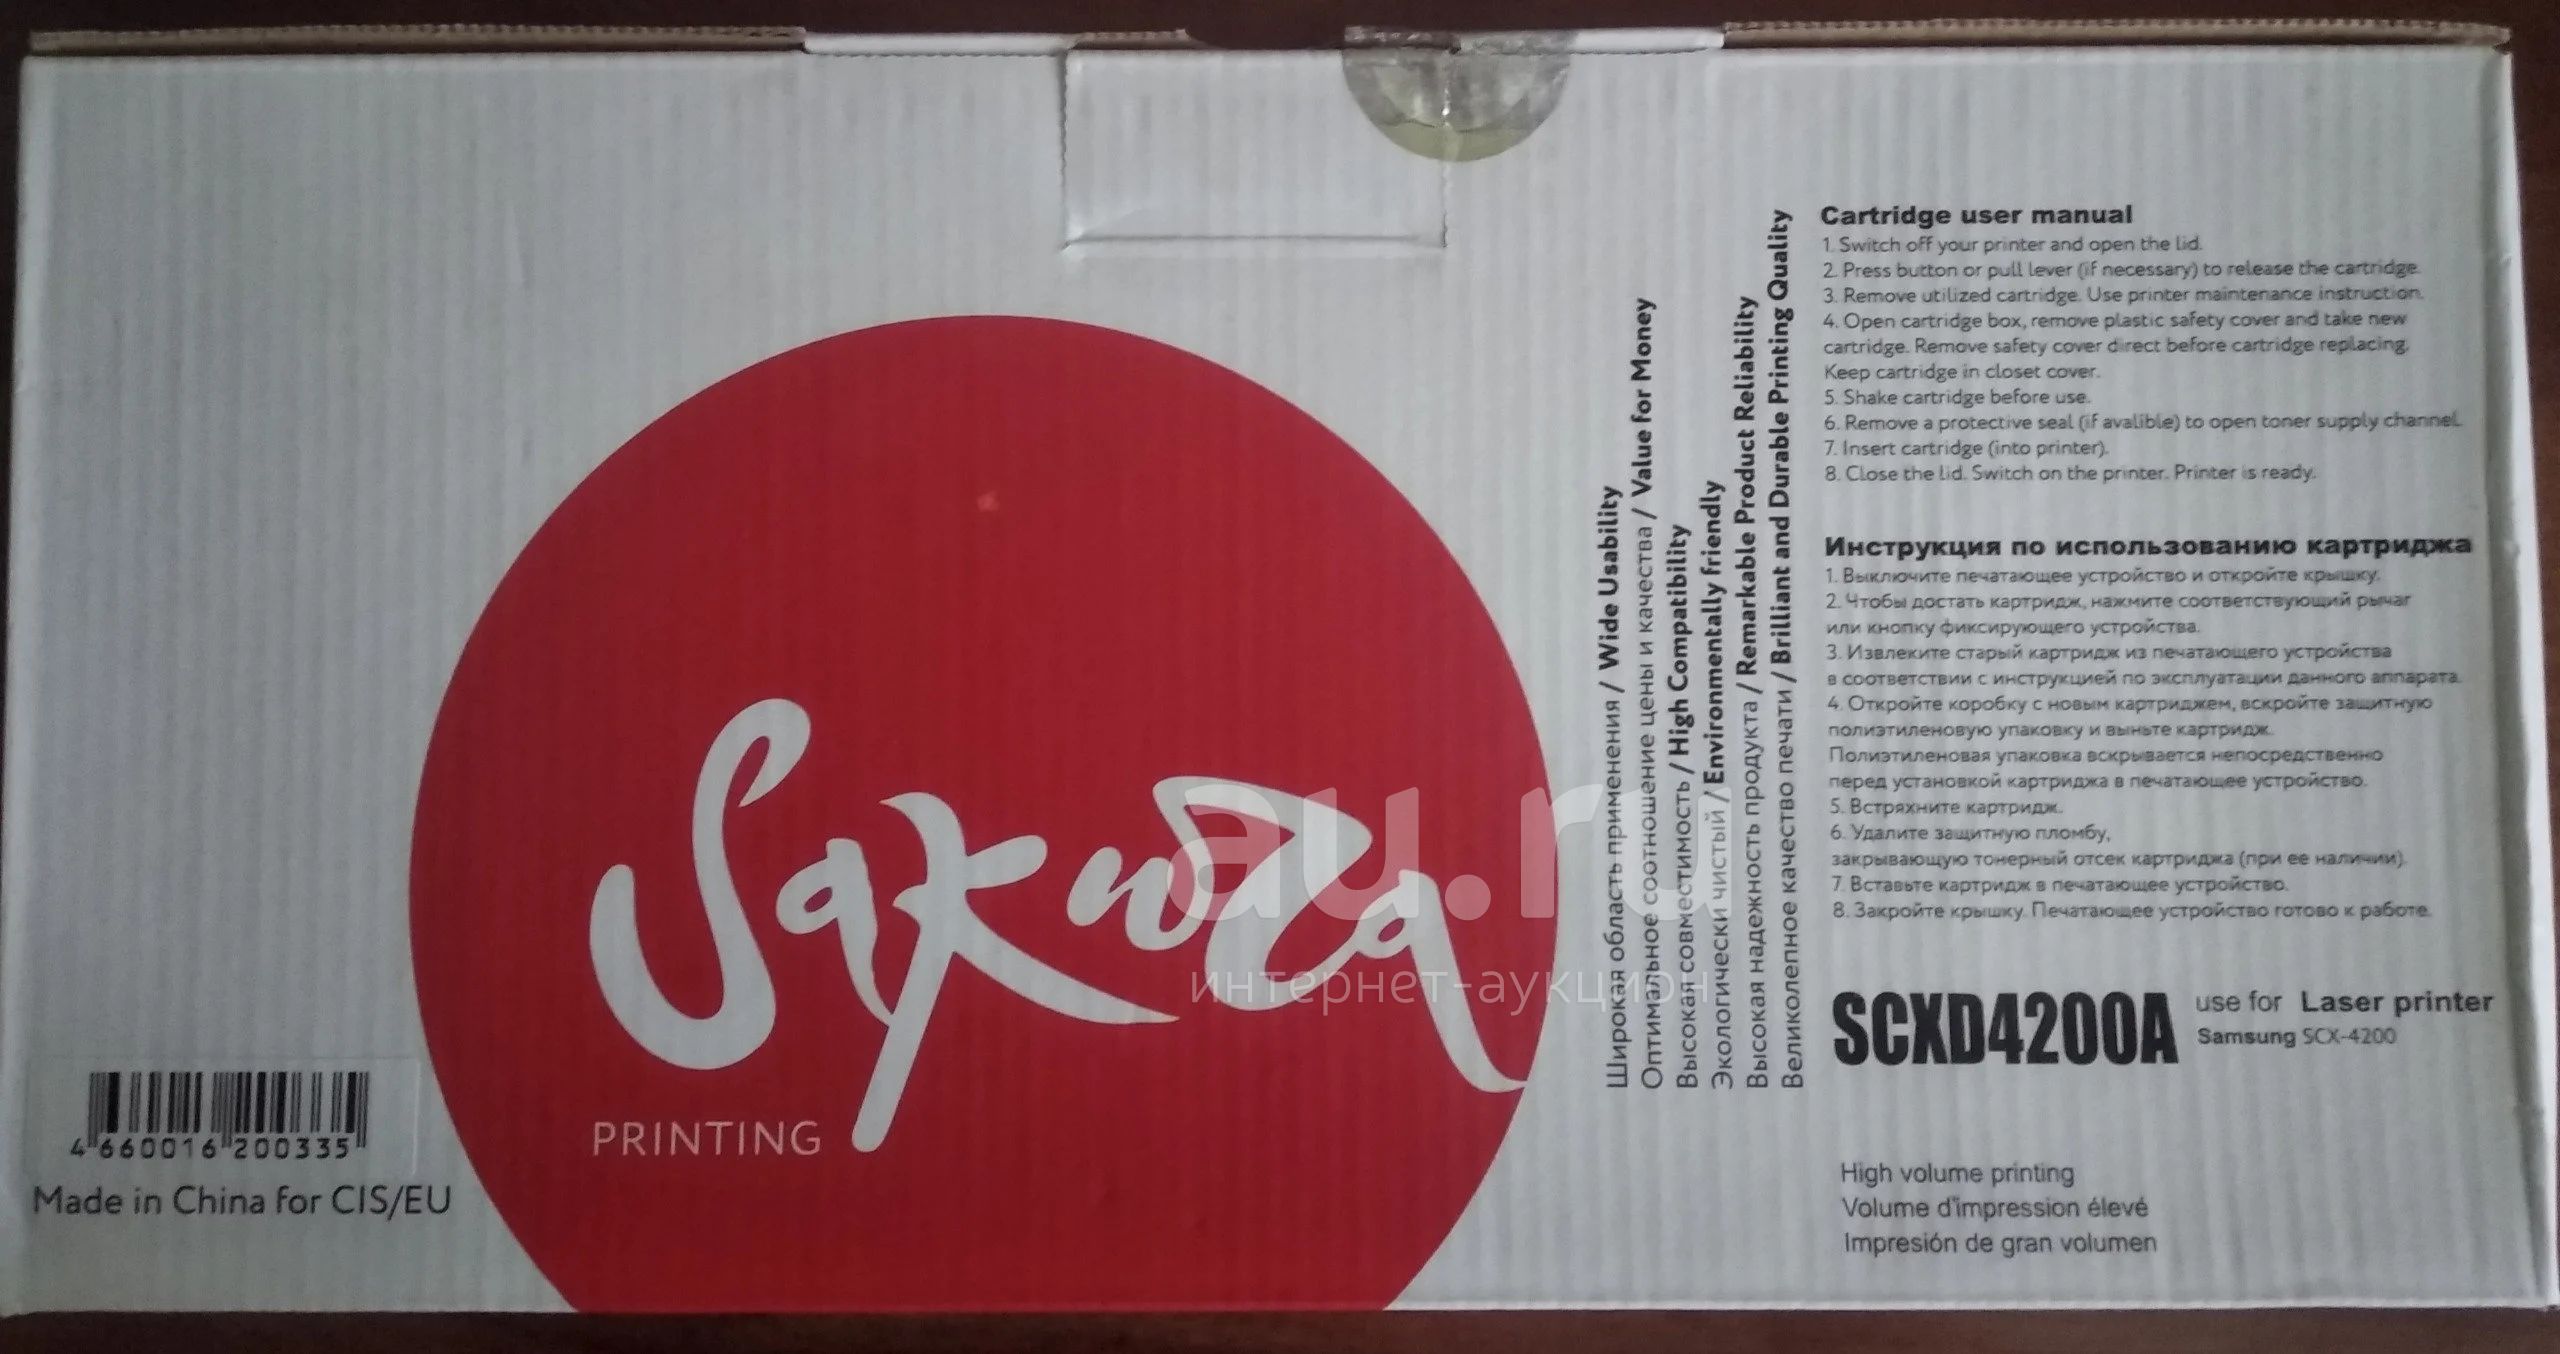 Sakura
PRINTING
4 660016 200335
Made in China for CIS/EU
Широкая область применения / Wide Usability
Оптимальное соотношение цены и качества / Value for Money
Высокая совместимость / High Compatibility
Экологически чистый / Environmentally friendly
Высокая надежность продукта / Remarkable Product Reliability
Великолепное качество печати / Brilliant and Durable Printing Quality
Cartridge user manual
1. Switch off your printer and open the lid.
2. Press button or pull lever (if necessary) to release the cartridge.
3. Remove utilized cartridge. Use printer maintenance instruction.
4. Open cartridge box, remove plastic safety cover and take new
cartridge. Remove safety cover direct before cartridge replacing.
Keep cartridge in closet cover.
5. Shake cartridge before use.
6. Remove a protective seal (if avalible) to open toner supply channel.
7. Insert cartridge (into printer).
8. Close the lid. Switch on the printer. Printer is ready.
Инструкция по использованию картриджа
1. Выключите печатающее устройство и откройте крышку.
2. Чтобы достать картридж, нажмите соответствующий рычаг
или кнопку фиксирующего устройства.
3. Извлеките старый картридж из печатающего устройства
в соответствии с инструкцией по эксплуатации данного аппарата.
4. Откройте коробку с новым картриджем, вскройте защитную
полиэтиленовую упаковку и выньте картридж.
Полиэтиленовая упаковка вскрывается непосредственно
перед установкой картриджа в печатающее устройство.
5. Встряхните картридж.
6. Удалите защитную пломбу,
закрывающую тонерный отсек картриджа (при ее наличии).
7. Вставьте картридж в печатающее устройство.
8. Закройте крышку. Печатающее устройство готово к работе.
SCXD4200A use for Laser printer
Samsung SCX-4200
High volume printing
Volume d'impression élevé
Impresión de gran volumen
au.ru
интернет-аукцион